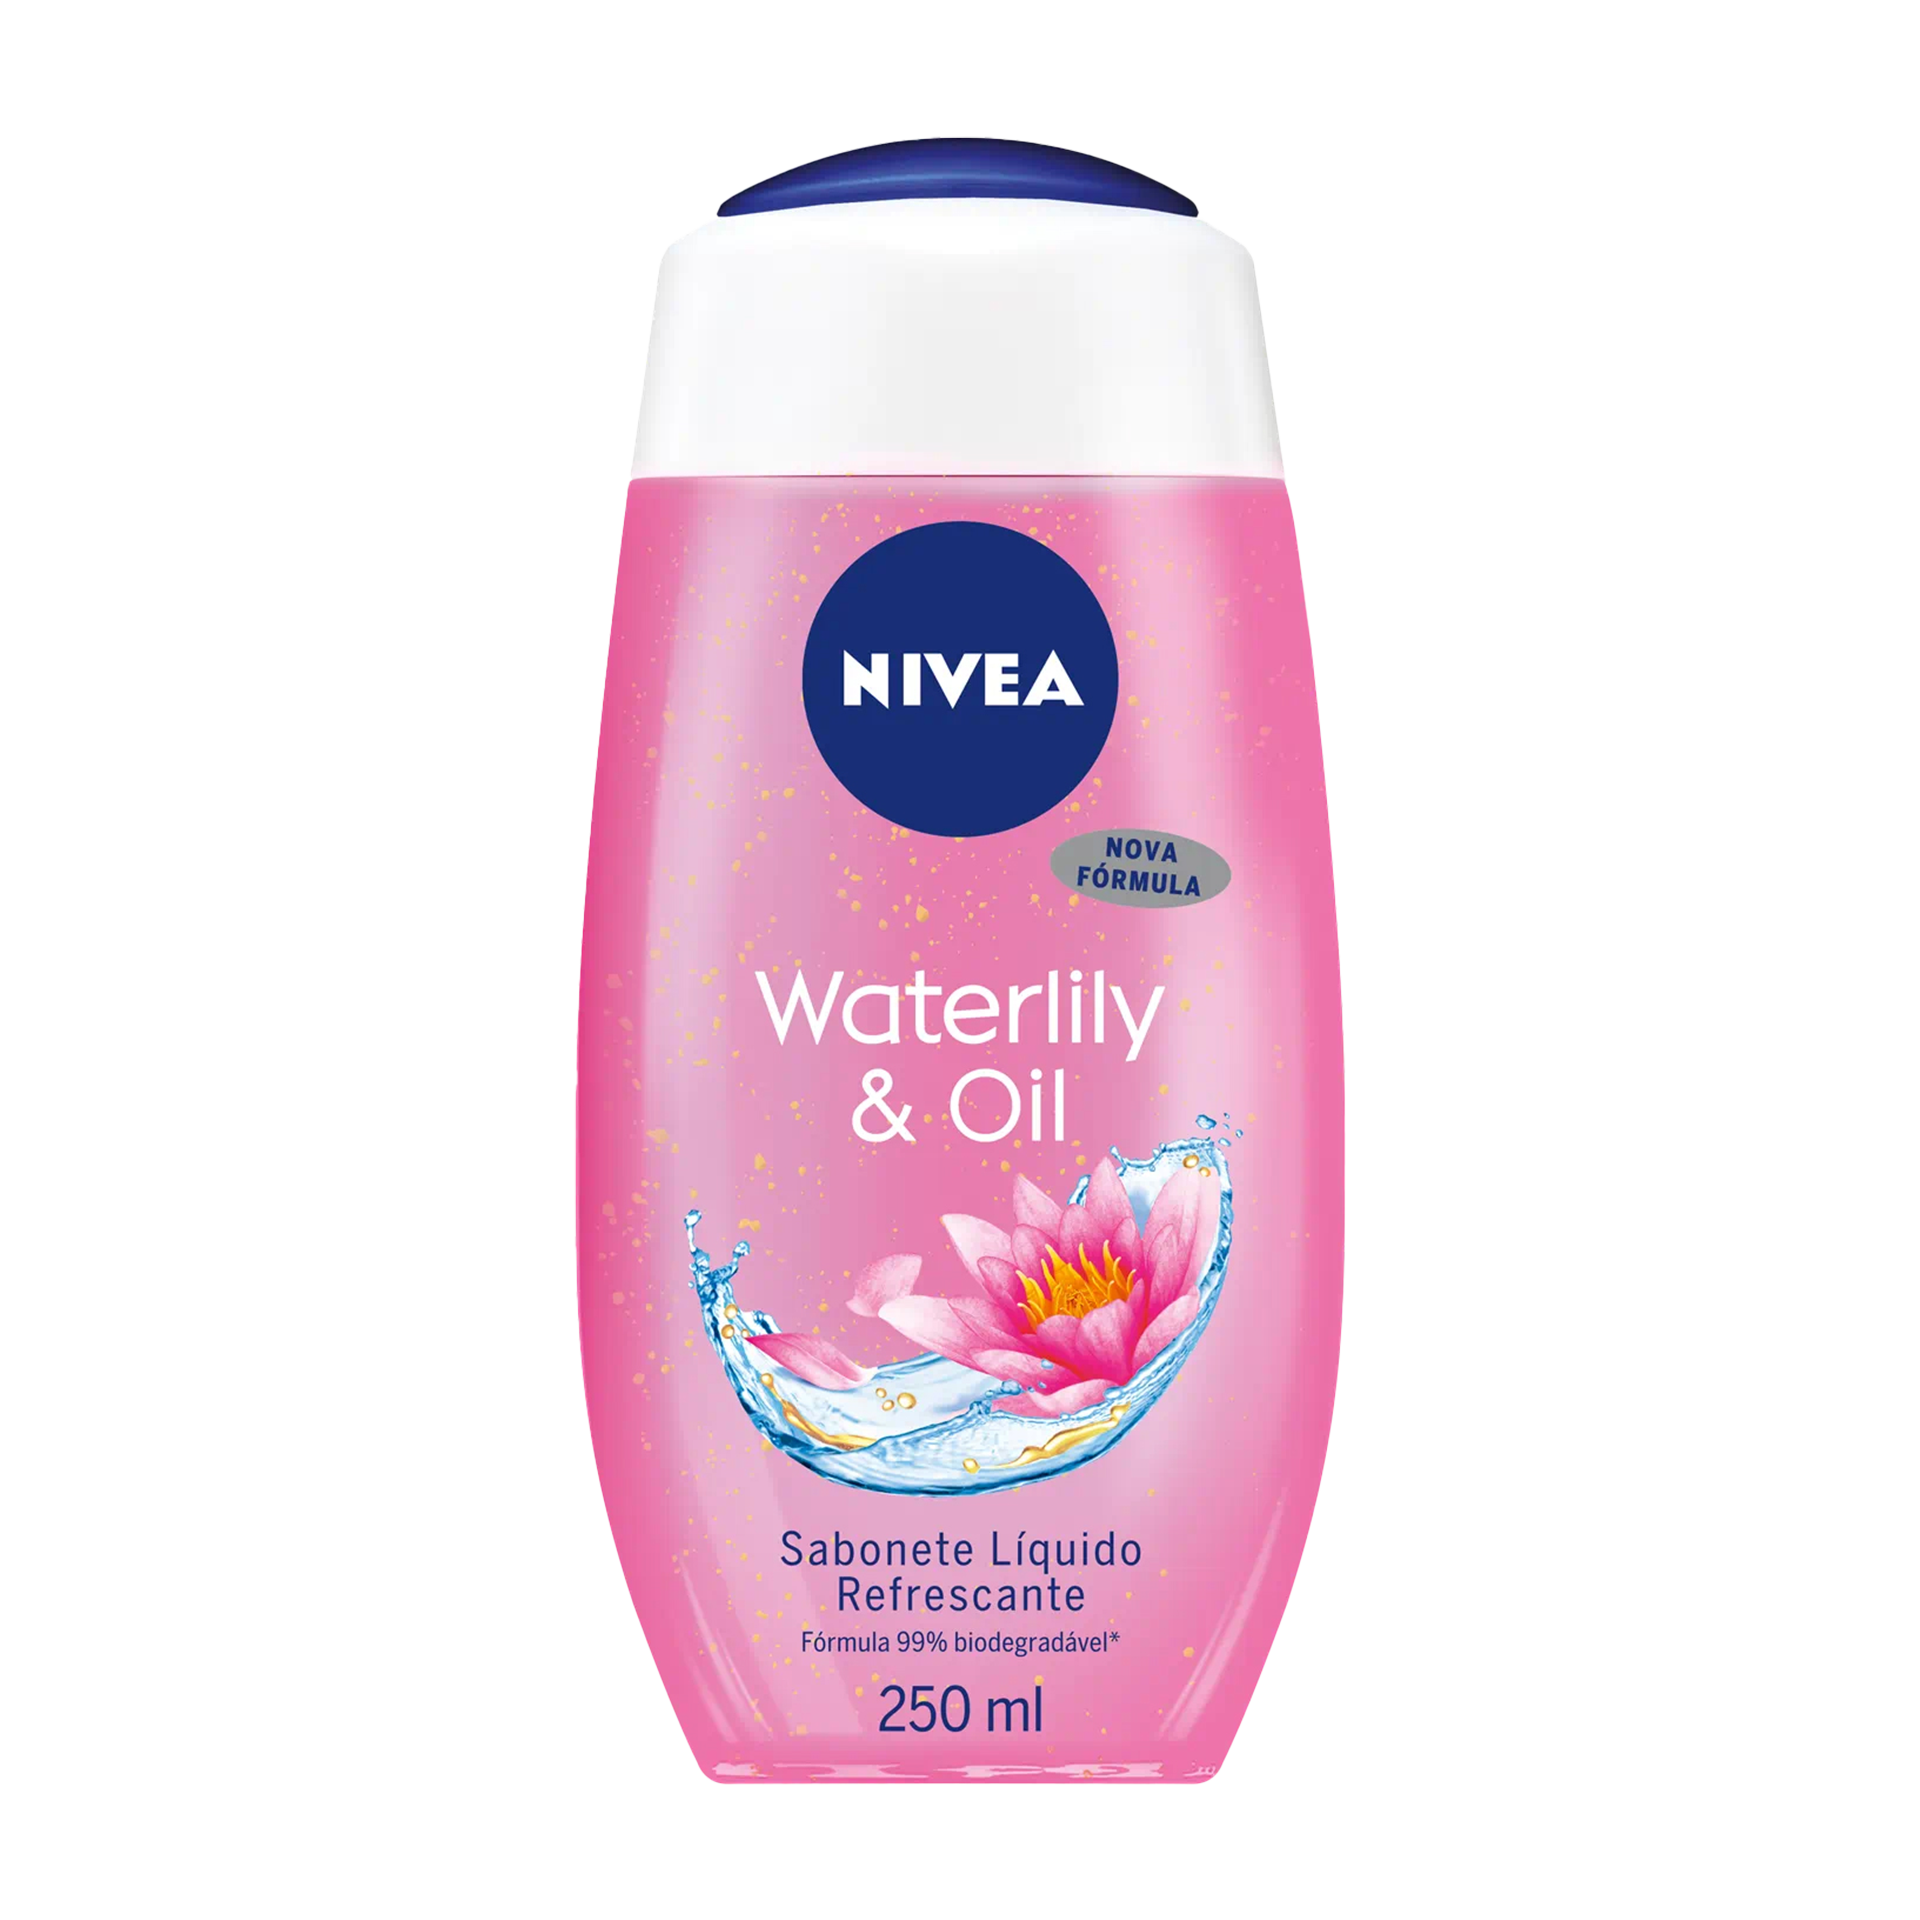 NIVEA
NOVA
FÓRMULA
Waterlily
& Oil
Sabonete Líquido
Refrescante
Fórmula 99% biodegradável*
250 ml